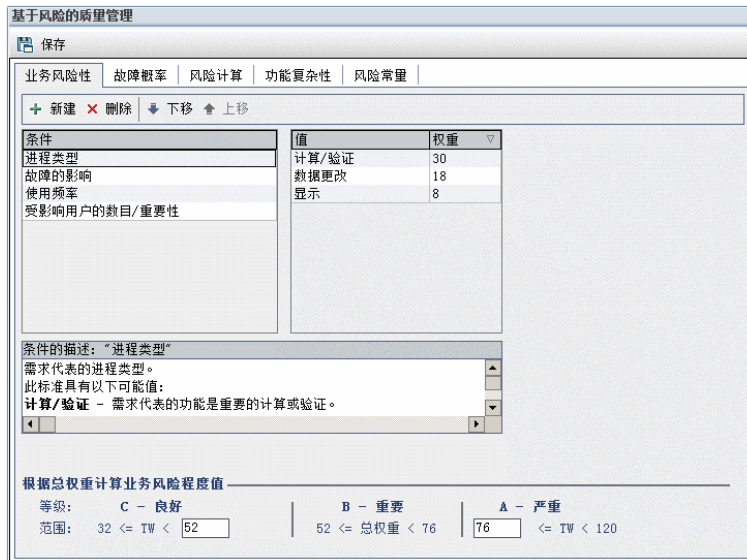 基于风险的质量管理
保存
业务风险性 故障概率 风险计算 功能复杂性 风险常量
新建 删除 下移 上移
条件
进程类型
故障的影响
使用频率
受影响用户的数目/重要性
值 权重
计算/验证 30
数据更改 18
显示 8
条件的描述: "进程类型"
需求代表的进程类型。
此标准具有以下可能值:
计算/验证 - 需求代表的功能是重要的计算或验证。
根据总权重计算业务风险程度值
等级: C - 良好 B - 重要 A - 严重
范围: 32 <= TW < 52 52 <= 总权重 < 76 76 <= TW < 120